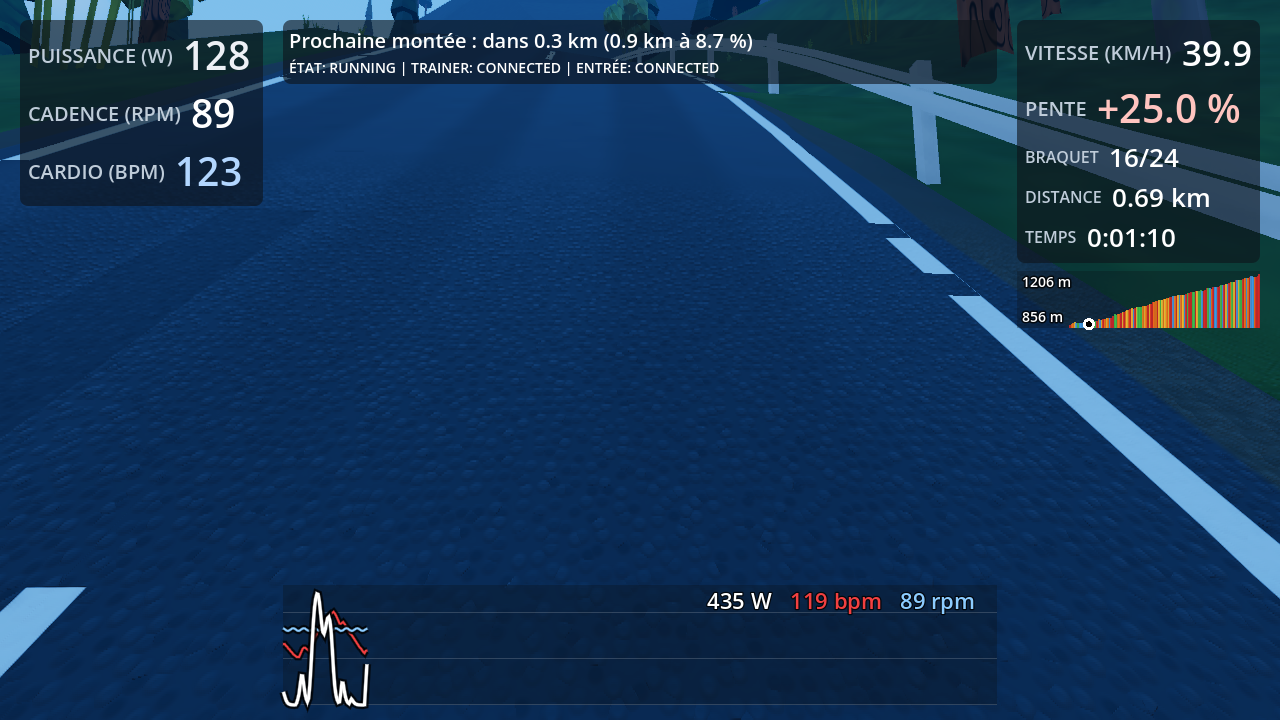 PUISSANCE (W) 128
CADENCE (RPM) 89
CARDIO (BPM) 123
Prochaine montée : dans 0.3 km (0.9 km à 8.7 %)
ÉTAT: RUNNING | TRAINER: CONNECTED | ENTRÉE: CONNECTED
VITESSE (KM/H) 39.9
PENTE +25.0 %
BRAQUET 16/24
DISTANCE 0.69 km
TEMPS 0:01:10
1206 m
856 m
435 W 119 bpm 89 rpm